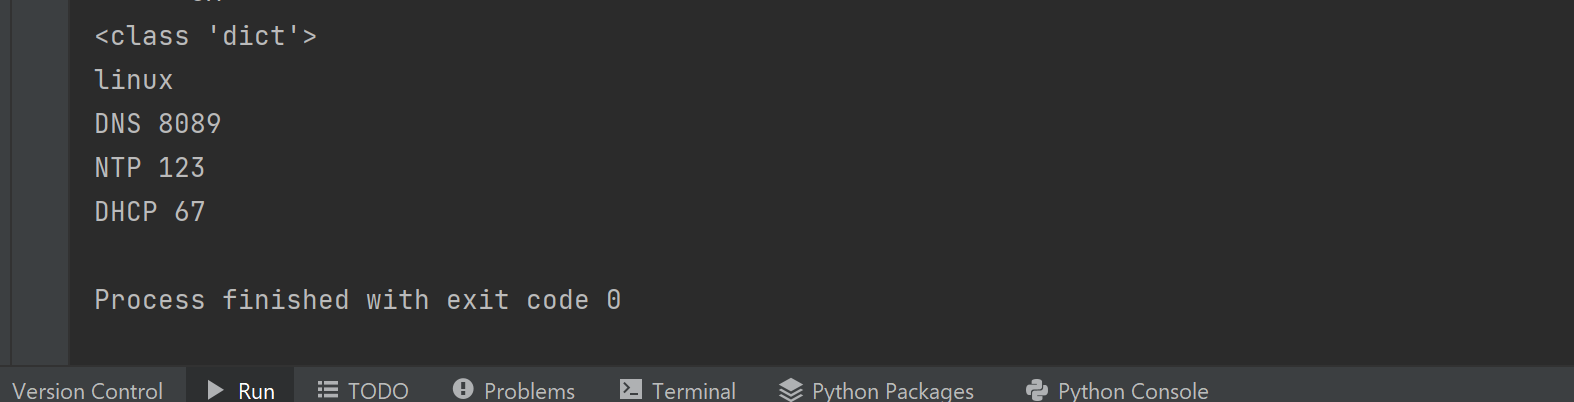 <class 'dict'>
linux
DNS 8089
NTP 123
DHCP 67
Process finished with exit code 0
Version Control Run TODO Problems Terminal Python Packages Python Console